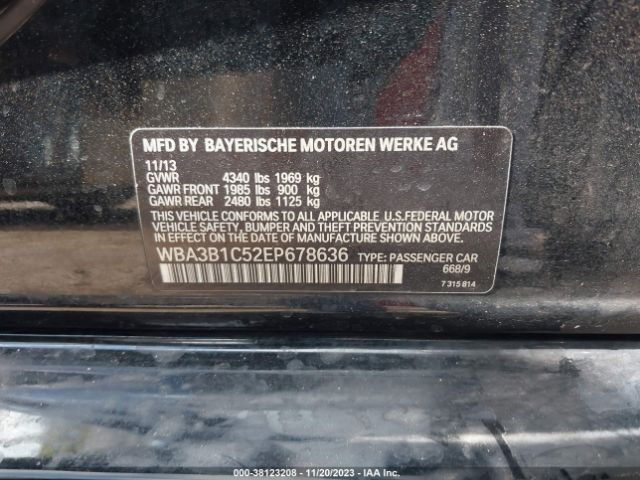 MFD BY BAYERISCHE MOTOREN WERKE AG
11/13
GVWR 4340 lbs 1969 kg
GAWR FRONT 1985 lbs 900 kg
GAWR REAR 2480 lbs 1125 kg
THIS VEHICLE CONFORMS TO ALL APPLICABLE U.S.FEDERAL MOTOR
VEHICLE SAFETY, BUMPER AND THEFT PREVENTION STANDARDS IN
EFFECT ON THE DATE OF MANUFACTURE SHOWN ABOVE.
WBA3B1C52EP678636 TYPE: PASSENGER CAR
668/9
7 315 814
000-38123208 - 11/20/2023 - IAA Inc.